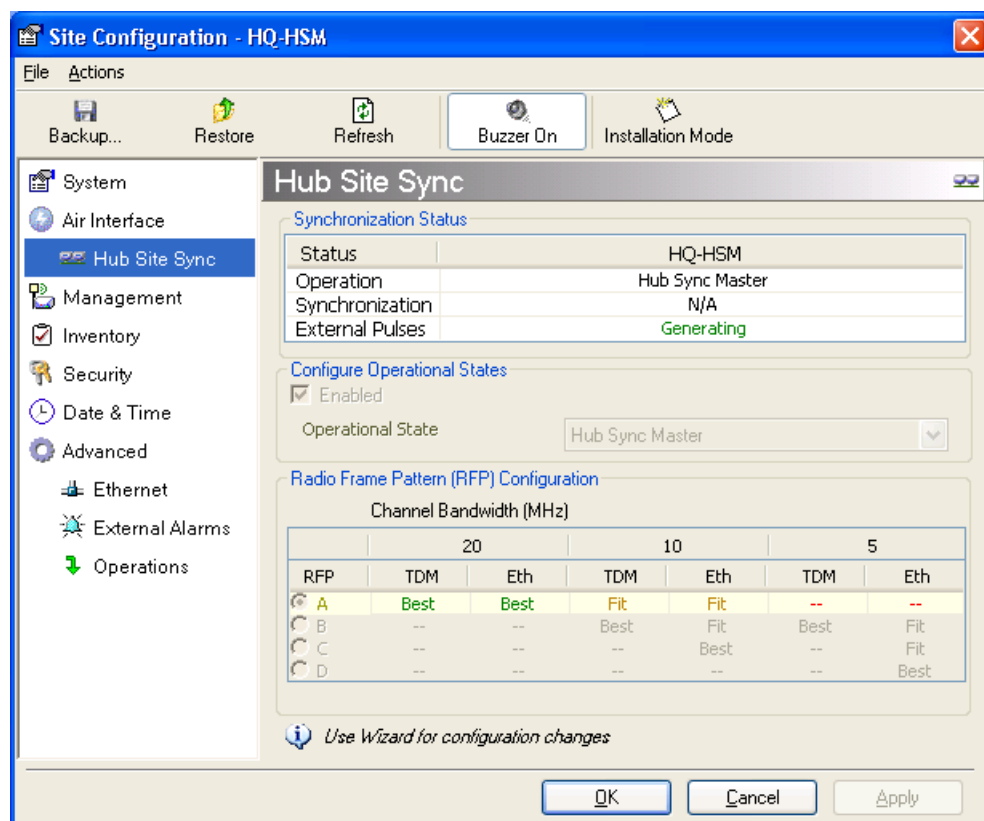 Site Configuration - HQ-HSM
File Actions
Backup... Restore Refresh Buzzer On Installation Mode
System
Air Interface
Hub Site Sync
Management
Inventory
Security
Date & Time
Advanced
Ethernet
External Alarms
Operations
Hub Site Sync
Synchronization Status
Status HQ-HSM
Operation Hub Sync Master
Synchronization N/A
External Pulses Generating
Configure Operational States
Enabled
Operational State Hub Sync Master
Radio Frame Pattern (RFP) Configuration
Channel Bandwidth (MHz)
20 10 5
RFP TDM Eth TDM Eth TDM Eth
A Best Best Fit Fit -- --
B -- -- Best Fit Best Fit
C -- -- -- Best -- Fit
D -- -- -- -- -- Best
Use Wizard for configuration changes
OK Cancel Apply